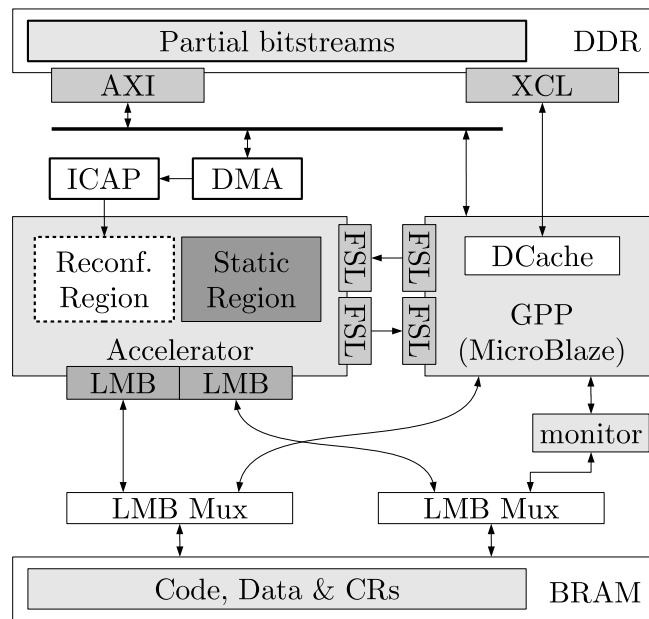 Partial bitstreams
DDR
AXI
XCL
ICAP
DMA
Reconf.
Region
Static
Region
Accelerator
FSL
FSL
FSL
FSL
DCache
GPP
(MicroBlaze)
LMB
LMB
monitor
LMB Mux
LMB Mux
Code, Data & CRs
BRAM